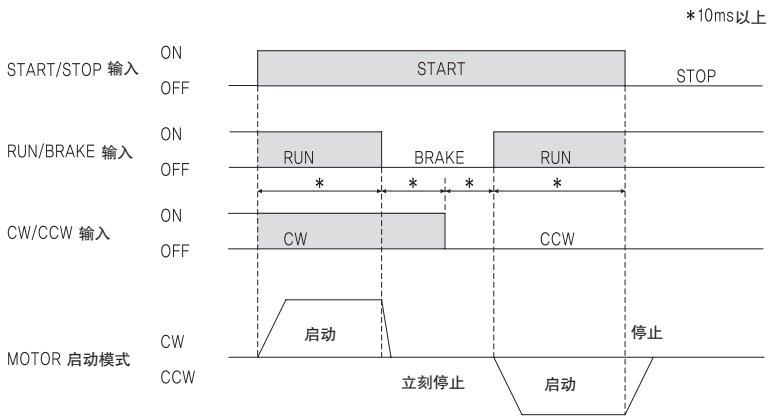 *10ms以上
START/STOP 输入
ON
OFF
START
STOP
RUN/BRAKE 输入
ON
OFF
RUN
BRAKE
RUN
* * * *
CW/CCW 输入
ON
OFF
CW
CCW
MOTOR 启动模式
CW
CCW
启动
立刻停止
启动
停止